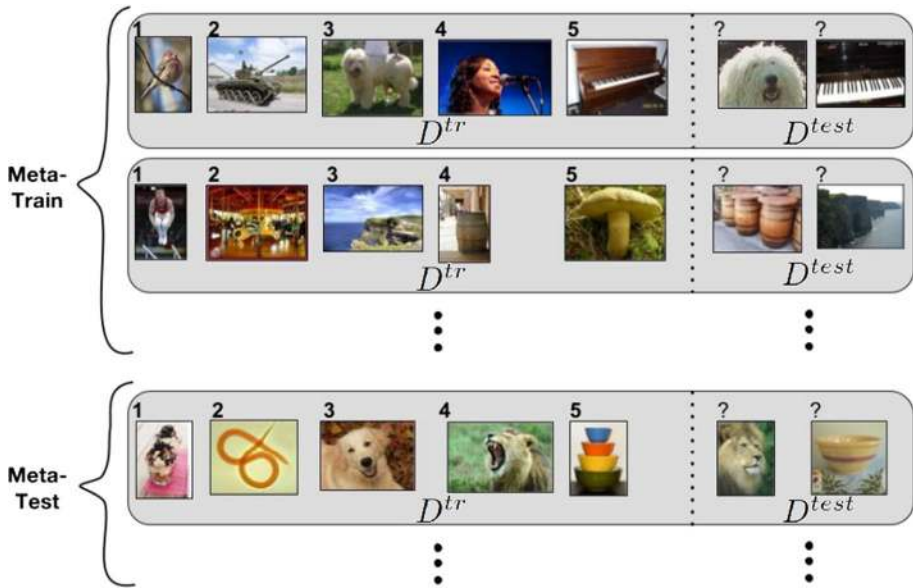 1 2 3 4 5 ? ?
D^{tr} D^{test}
Meta-
Train
1 2 3 4 5 ? ?
D^{tr} D^{test}
1 2 3 4 5 ? ?
Meta-
Test
D^{tr} D^{test}